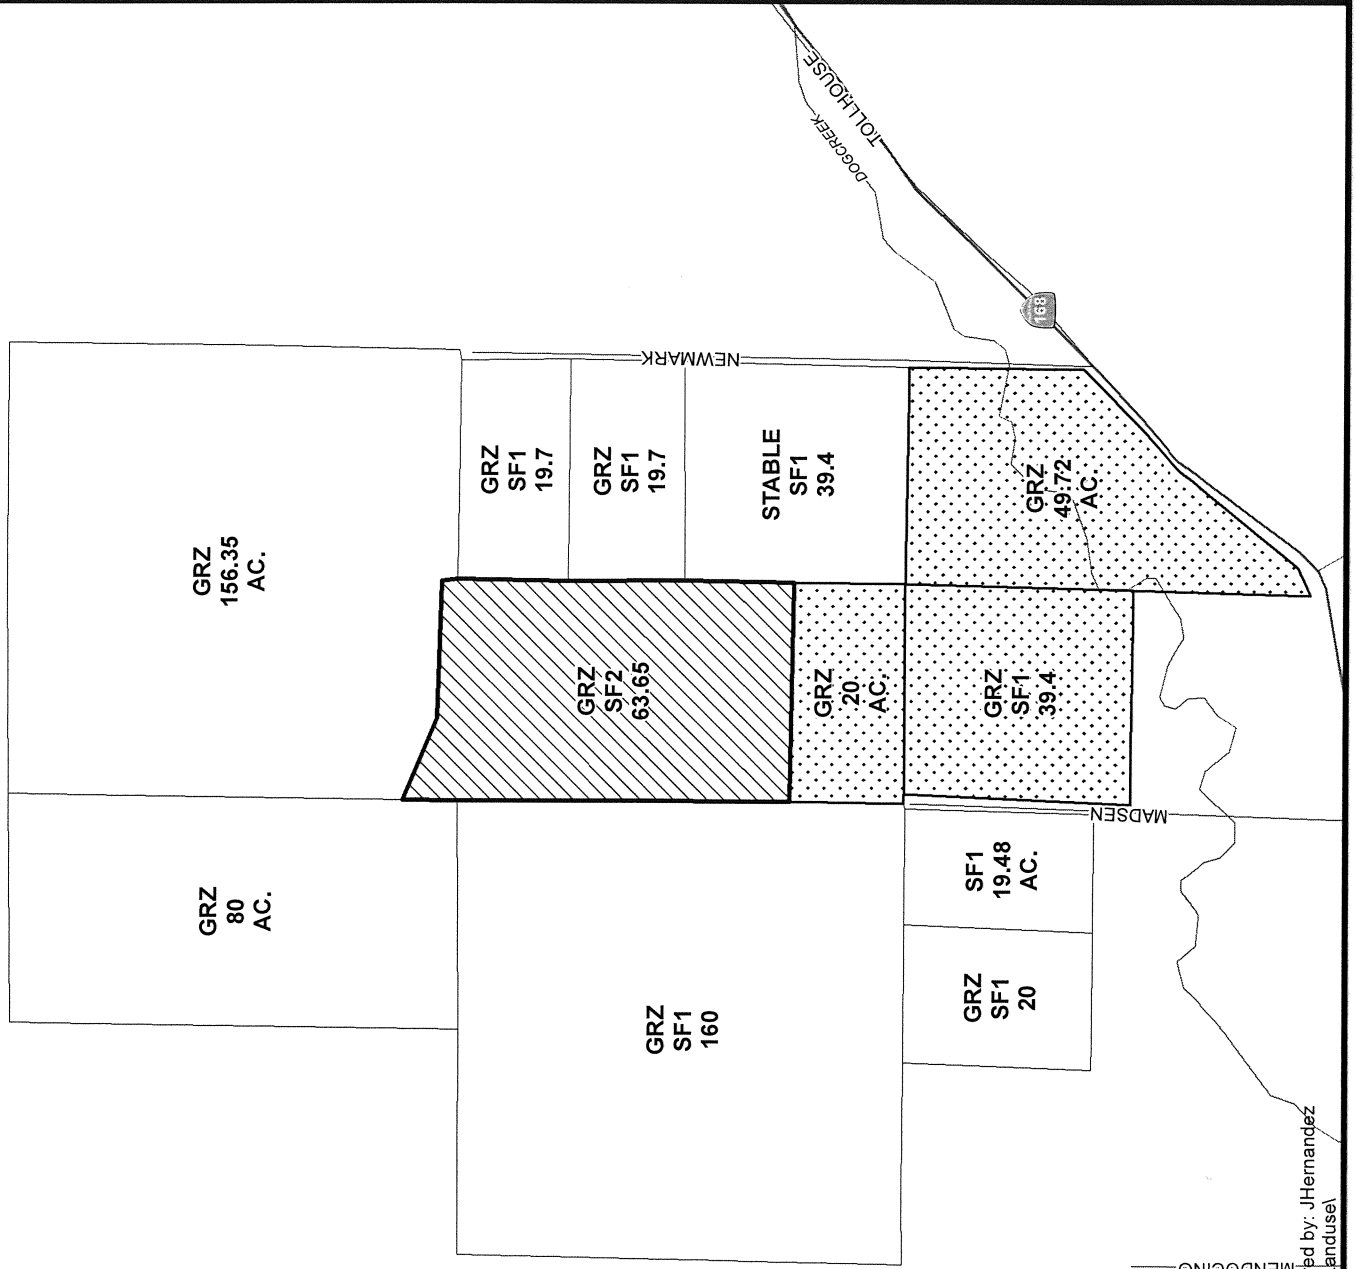 TOLLHOUSE
DOGCREEK
168
NEWMARK
GRZ
156.35
AC.
GRZ
SF1
19.7
GRZ
SF1
19.7
STABLE
SF1
39.4
GRZ
49.72
AC.
GRZ
SF2
63.65
GRZ
20
AC.
GRZ
SF1
39.4
MADSEN
GRZ
80
AC.
GRZ
SF1
160
SF1
19.48
AC.
GRZ
SF1
20
MENDOCINO
ed by: JHernandez
anduse\